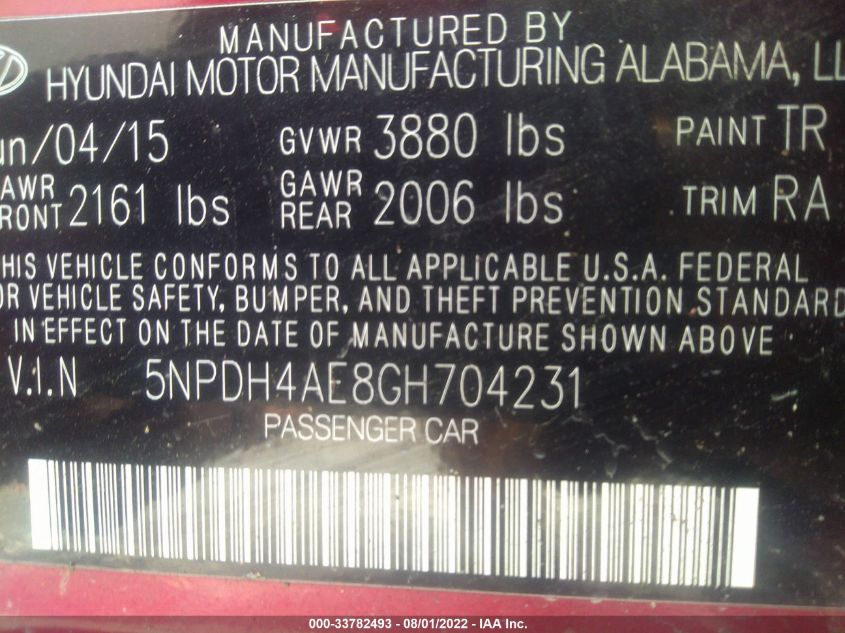 MANUFACTURED BY
HYUNDAI MOTOR MANUFACTURING ALABAMA, LL
un/04/15 GVWR 3880 lbs PAINT TR
AWR RONT 2161 lbs GAWR REAR 2006 lbs TRIM RA
HIS VEHICLE CONFORMS TO ALL APPLICABLE U.S.A. FEDERAL
OR VEHICLE SAFETY, BUMPER, AND THEFT PREVENTION STANDARD
IN EFFECT ON THE DATE OF MANUFACTURE SHOWN ABOVE
V.I.N 5NPDH4AE8GH704231
PASSENGER CAR
000-33782493 - 08/01/2022 - IAA Inc.